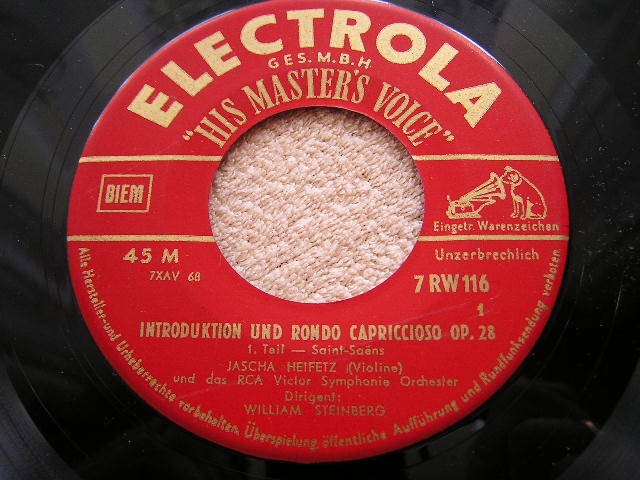 ELECTROLA
GES.M.B.H
"HIS MASTER'S VOICE"
BIEM
Eingetr. Warenzeichen
45 M
Unzerbrechlich
7XAV 68
7 RW 116
1
INTRODUKTION UND RONDO CAPRICCIOSO OP. 28
1. Teil — Saint-Saëns
JASCHA HEIFETZ (Violine)
und das RCA Victor Symphonie Orchester
Dirigent:
WILLIAM STEINBERG
Alle Hersteller-und Urheberrechte vorbehalten. Überspielung, öffentliche Aufführung und Rundfunksendung verboten